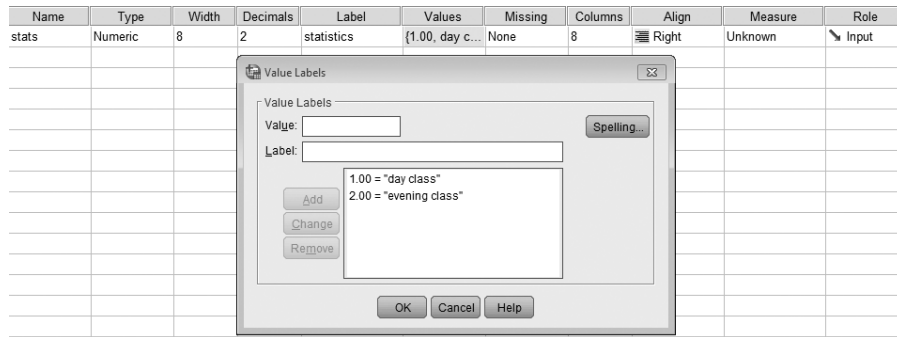 Name Type Width Decimals Label Values Missing Columns Align Measure Role
stats Numeric 8 2 statistics {1.00, day c... None 8 Right Unknown Input
Value Labels
Value Labels
Value:
Spelling...
Label:
1.00 = "day class"
Add 2.00 = "evening class"
Change
Remove
OK Cancel Help